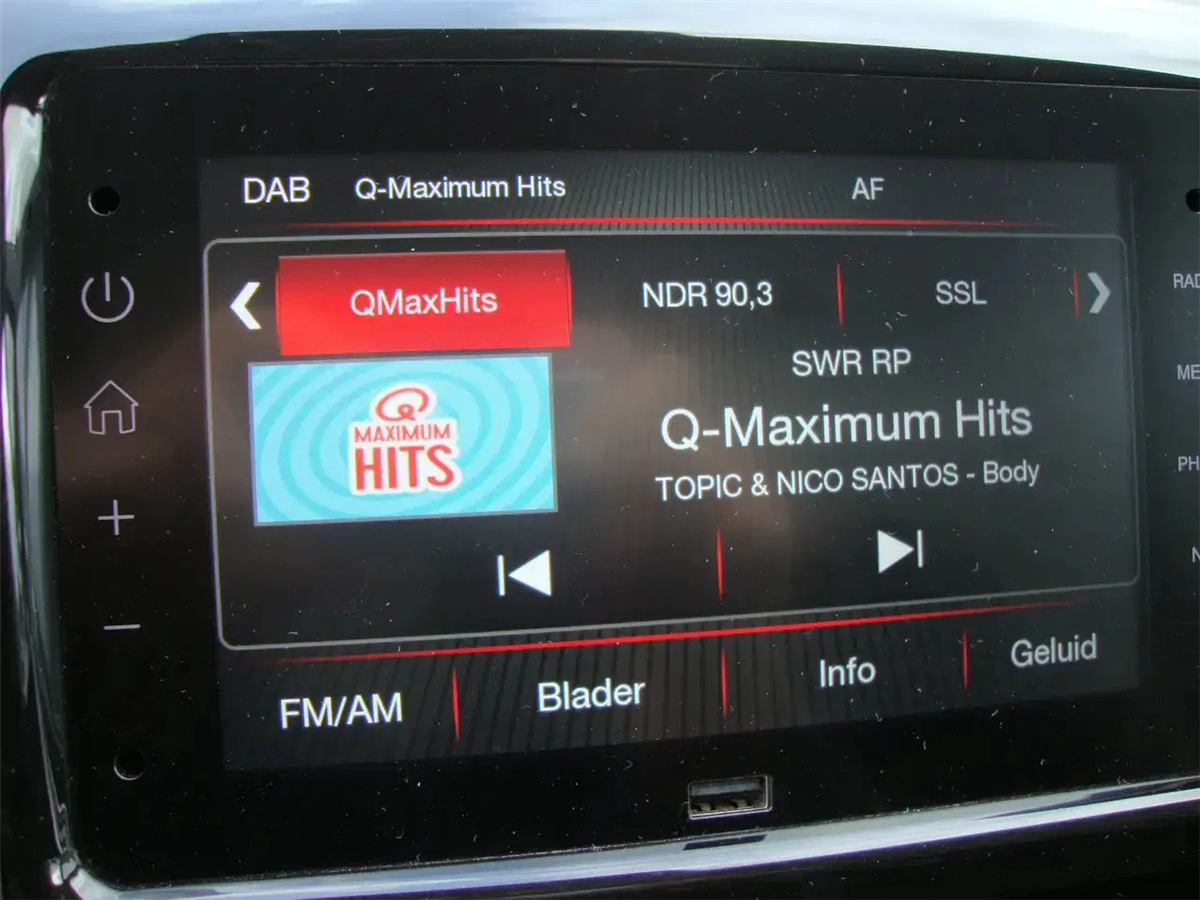 DAB Q-Maximum Hits AF
QMaxHits NDR 90,3 SSL
SWR RP
Q-Maximum Hits
TOPIC & NICO SANTOS - Body
MAXIMUM
HITS
FM/AM Blader Info Geluid